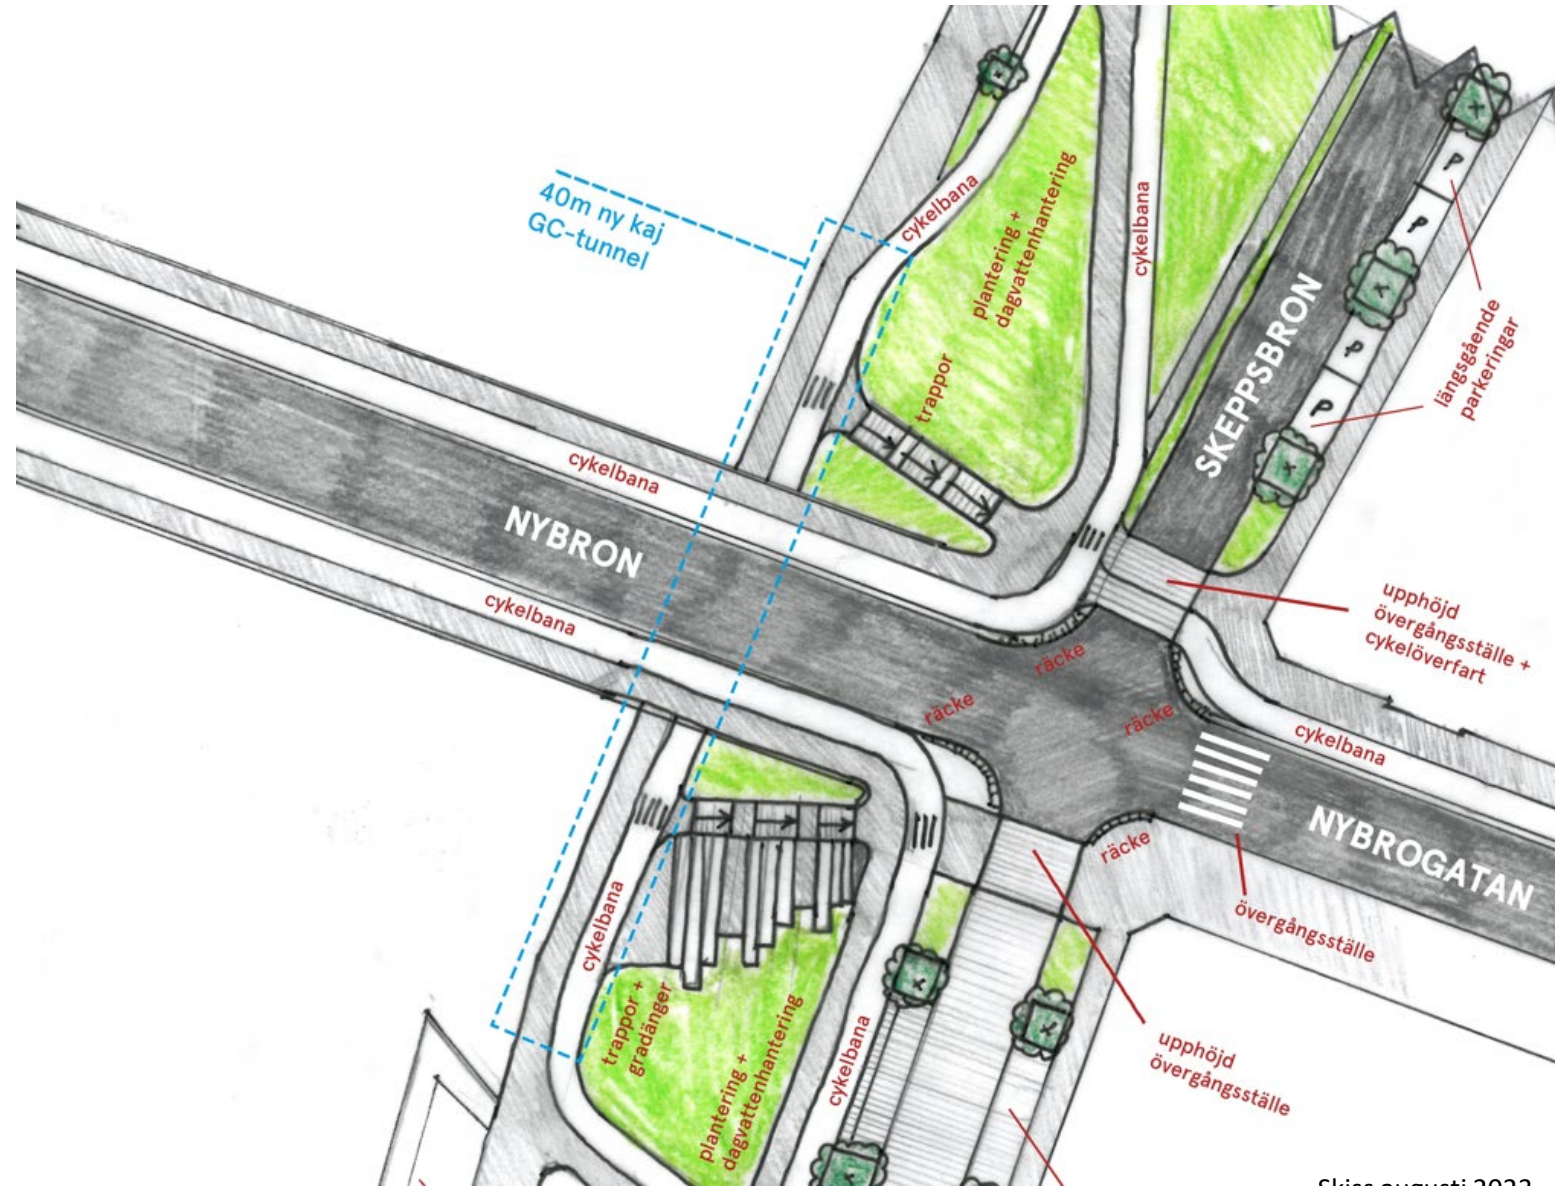 40m ny kaj
GC-tunnel
cykelbana
plantering +
dagvattenhantering
cykelbana
P
P
P
P
SKEPPSBRON
längsgående
parkeringar
trappor
cykelbana
NYBRON
cykelbana
upphöjd
övergångsställe +
cykelöverfart
räcke
räcke
räcke
cykelbana
NYBROGATAN
räcke
övergångsställe
cykelbana
trappor +
gradänger
plantering +
dagvattenhantering
cykelbana
upphöjd
övergångsställe